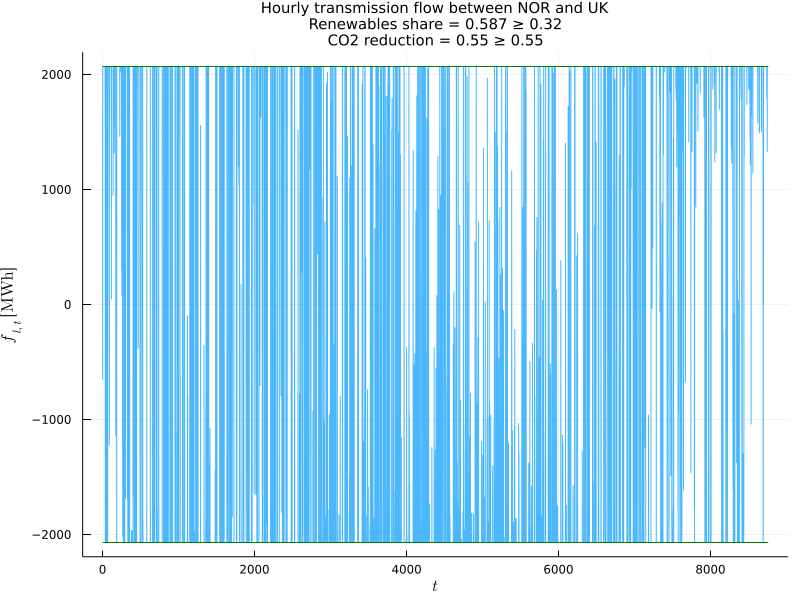 Hourly transmission flow between NOR and UK
Renewables share = 0.587 ≥ 0.32
CO2 reduction = 0.55 ≥ 0.55
2000
1000
0
−1000
−2000
f l,t [MWh]
0 2000 4000 6000 8000
t